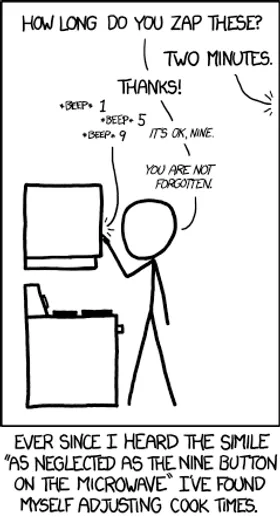 HOW LONG DO YOU ZAP THESE?
TWO MINUTES.
THANKS!
*BEEP* 1
*BEEP* 5
*BEEP* 9
IT'S OK, NINE.
YOU ARE NOT
FORGOTTEN.
EVER SINCE I HEARD THE SIMILE
"AS NEGLECTED AS THE NINE BUTTON
ON THE MICROWAVE" I'VE FOUND
MYSELF ADJUSTING COOK TIMES.